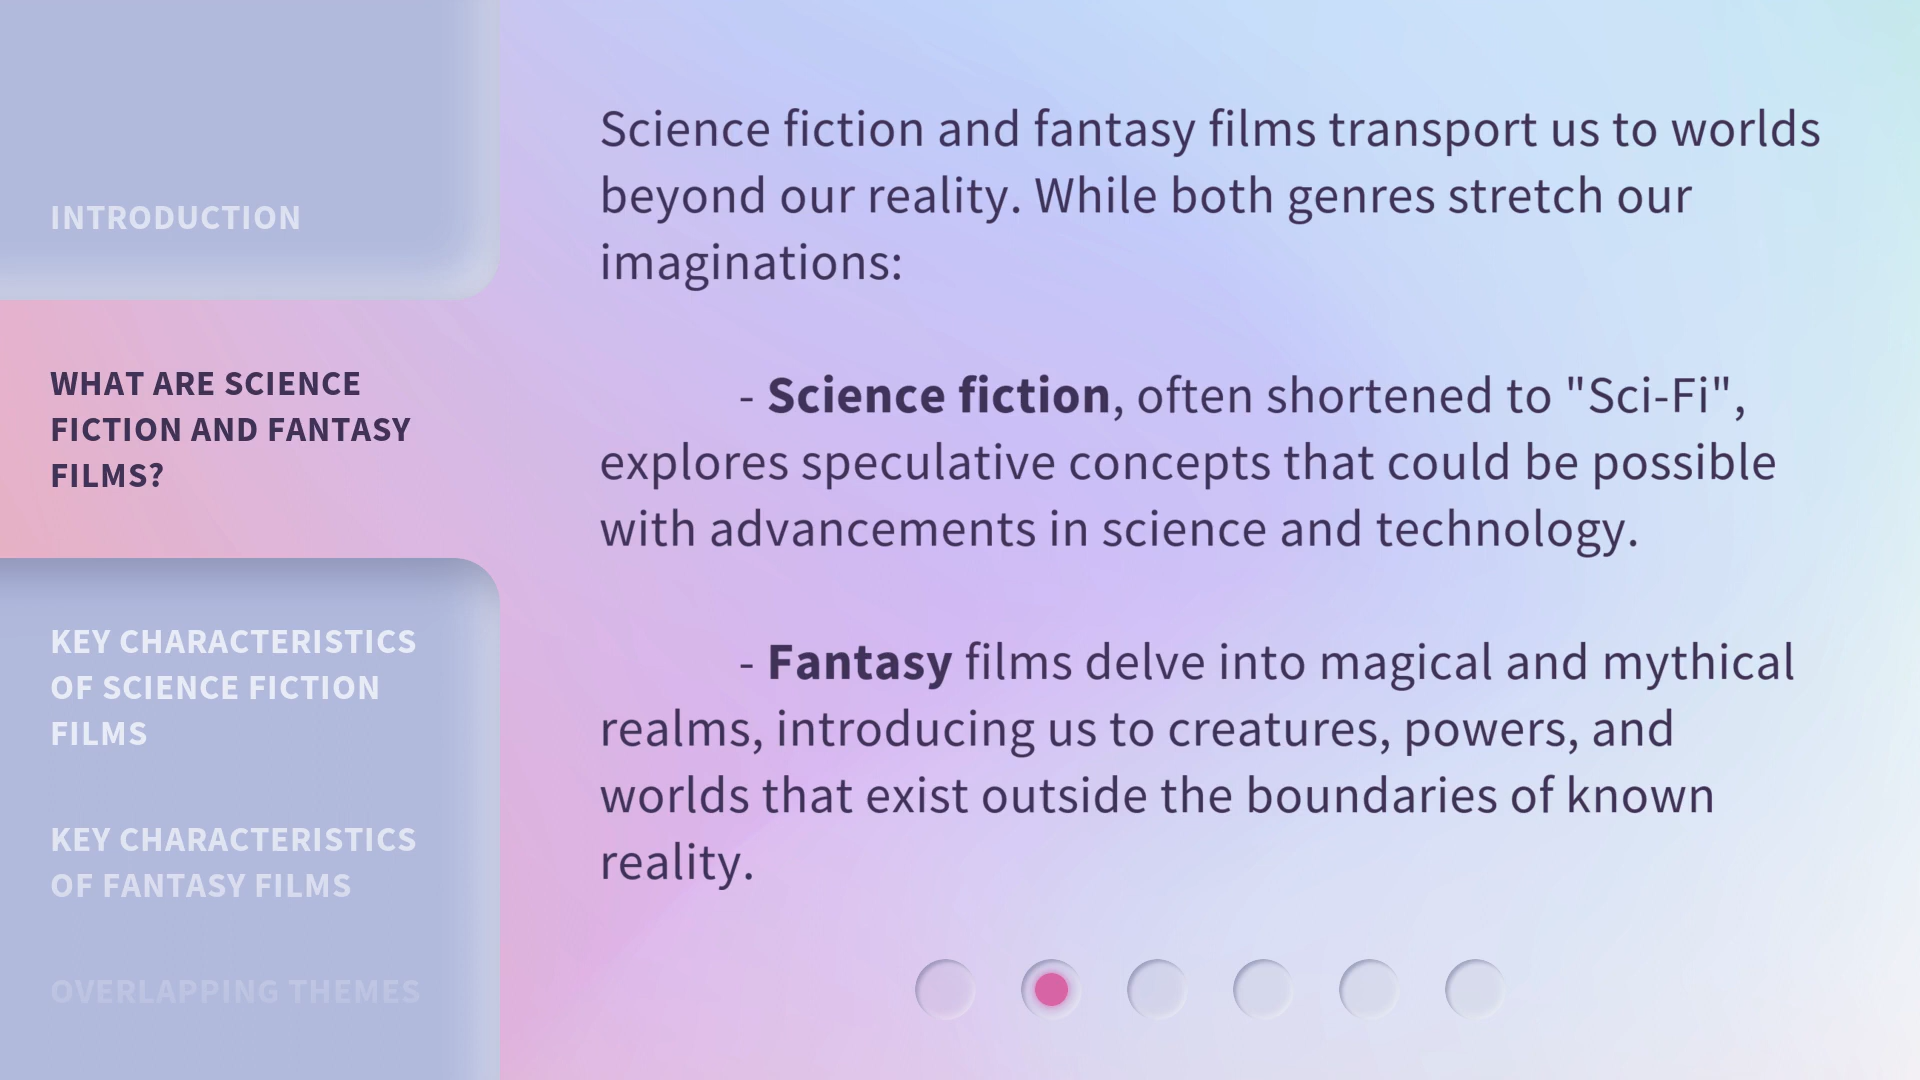 INTRODUCTION
WHAT ARE SCIENCE
FICTION AND FANTASY
FILMS?
KEY CHARACTERISTICS
OF SCIENCE FICTION
FILMS
KEY CHARACTERISTICS
OF FANTASY FILMS
OVERLAPPING THEMES
Science fiction and fantasy films transport us to worlds
beyond our reality. While both genres stretch our
imaginations:
- Science fiction, often shortened to "Sci-Fi",
explores speculative concepts that could be possible
with advancements in science and technology.
- Fantasy films delve into magical and mythical
realms, introducing us to creatures, powers, and
worlds that exist outside the boundaries of known
reality.